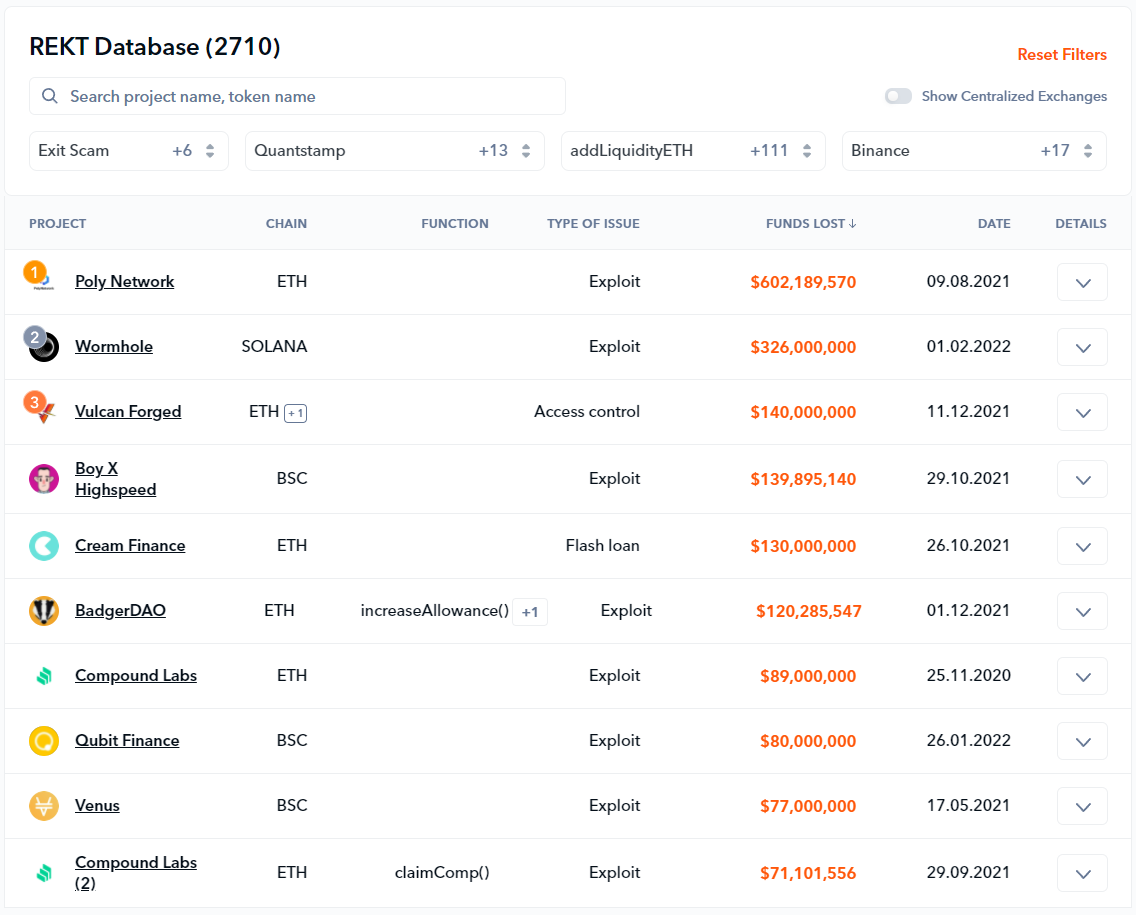 REKT Database (2710)
Reset Filters
Search project name, token name
Show Centralized Exchanges
Exit Scam +6 Quantstamp +13 addLiquidityETH +111 Binance +17
PROJECT CHAIN FUNCTION TYPE OF ISSUE FUNDS LOST↓ DATE DETAILS
1 Poly Network ETH Exploit $602,189,570 09.08.2021
2 Wormhole SOLANA Exploit $326,000,000 01.02.2022
3 Vulcan Forged ETH +1 Access control $140,000,000 11.12.2021
Boy X
Highspeed BSC Exploit $139,895,140 29.10.2021
Cream Finance ETH Flash loan $130,000,000 26.10.2021
BadgerDAO ETH increaseAllowance() +1 Exploit $120,285,547 01.12.2021
Compound Labs ETH Exploit $89,000,000 25.11.2020
Qubit Finance BSC Exploit $80,000,000 26.01.2022
Venus BSC Exploit $77,000,000 17.05.2021
Compound Labs
(2) ETH claimComp() Exploit $71,101,556 29.09.2021